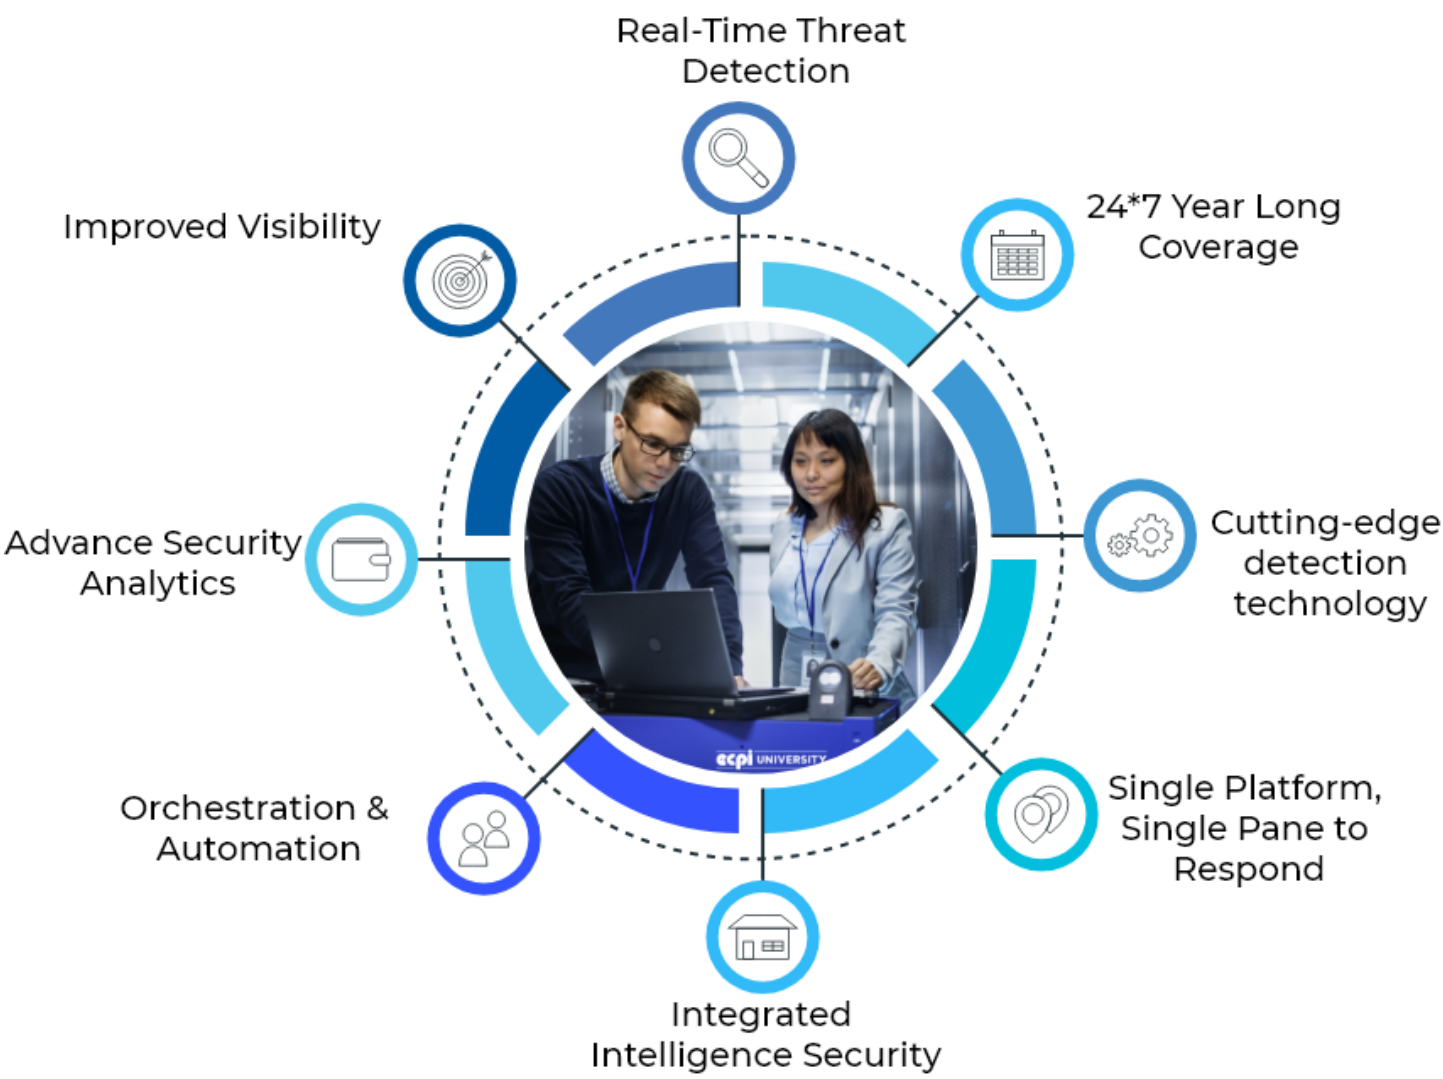 Real-Time Threat
Detection
24*7 Year Long
Coverage
Improved Visibility
Cutting-edge
detection
technology
Advance Security
Analytics
Single Platform,
Single Pane to
Respond
Orchestration &
Automation
ecpi UNIVERSITY
Integrated
Intelligence Security